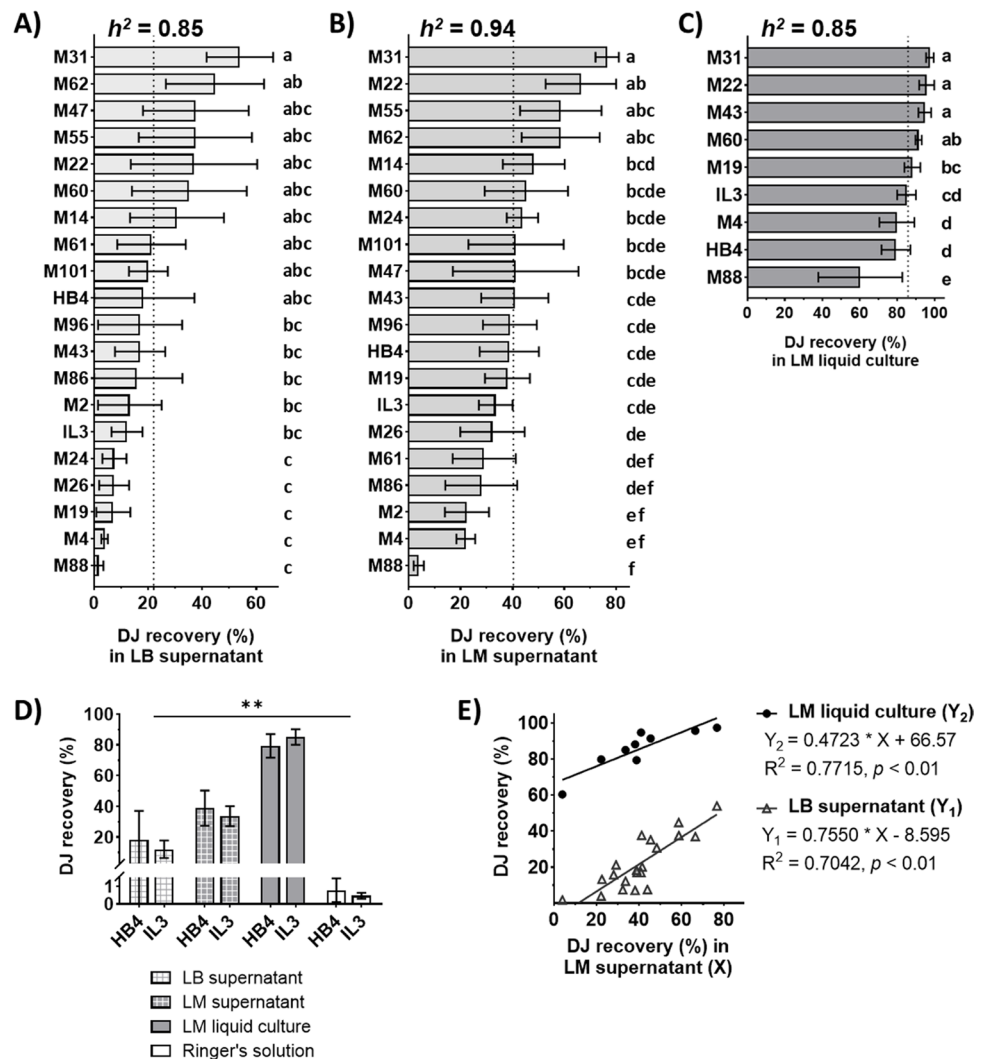 A)
h² = 0.85
M31 a
M62 ab
M47 abc
M55 abc
M22 abc
M60 abc
M14 abc
M61 abc
M101 abc
HB4 abc
M96 bc
M43 bc
M86 bc
M2 bc
IL3 bc
M24 c
M26 c
M19 c
M4 c
M88 c
0 20 40 60
DJ recovery (%)
in LB supernatant
B)
h² = 0.94
M31 a
M22 ab
M55 abc
M62 abc
M14 bcd
M60 bcde
M24 bcde
M101 bcde
M47 bcde
M43 cde
M96 cde
HB4 cde
M19 cde
IL3 cde
M26 de
M61 def
M86 def
M2 ef
M4 ef
M88 f
0 20 40 60 80
DJ recovery (%)
in LM supernatant
C)
h² = 0.85
M31 a
M22 a
M43 a
M60 ab
M19 bc
IL3 cd
M4 d
HB4 d
M88 e
0 20 40 60 80 100
DJ recovery (%)
in LM liquid culture
D)
**
DJ recovery (%)
100
80
60
40
20
1
0
HB4 IL3 HB4 IL3 HB4 IL3 HB4 IL3
LB supernatant
LM supernatant
LM liquid culture
Ringer's solution
E)
DJ recovery (%)
100
80
60
40
20
0 20 40 60 80
DJ recovery (%) in
LM supernatant (X)
LM liquid culture (Y₂)
Y₂ = 0.4723 * X + 66.57
R² = 0.7715, p < 0.01
LB supernatant (Y₁)
Y₁ = 0.7550 * X - 8.595
R² = 0.7042, p < 0.01